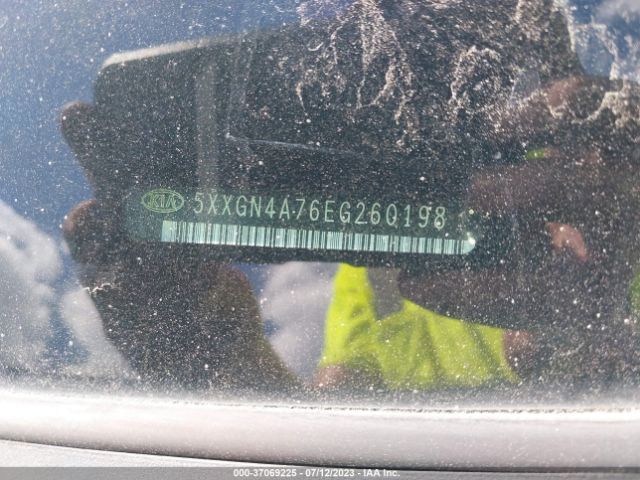 KIA 5XXGN4A76EG260198
000-37069225 - 07/12/2023 - IAA Inc.